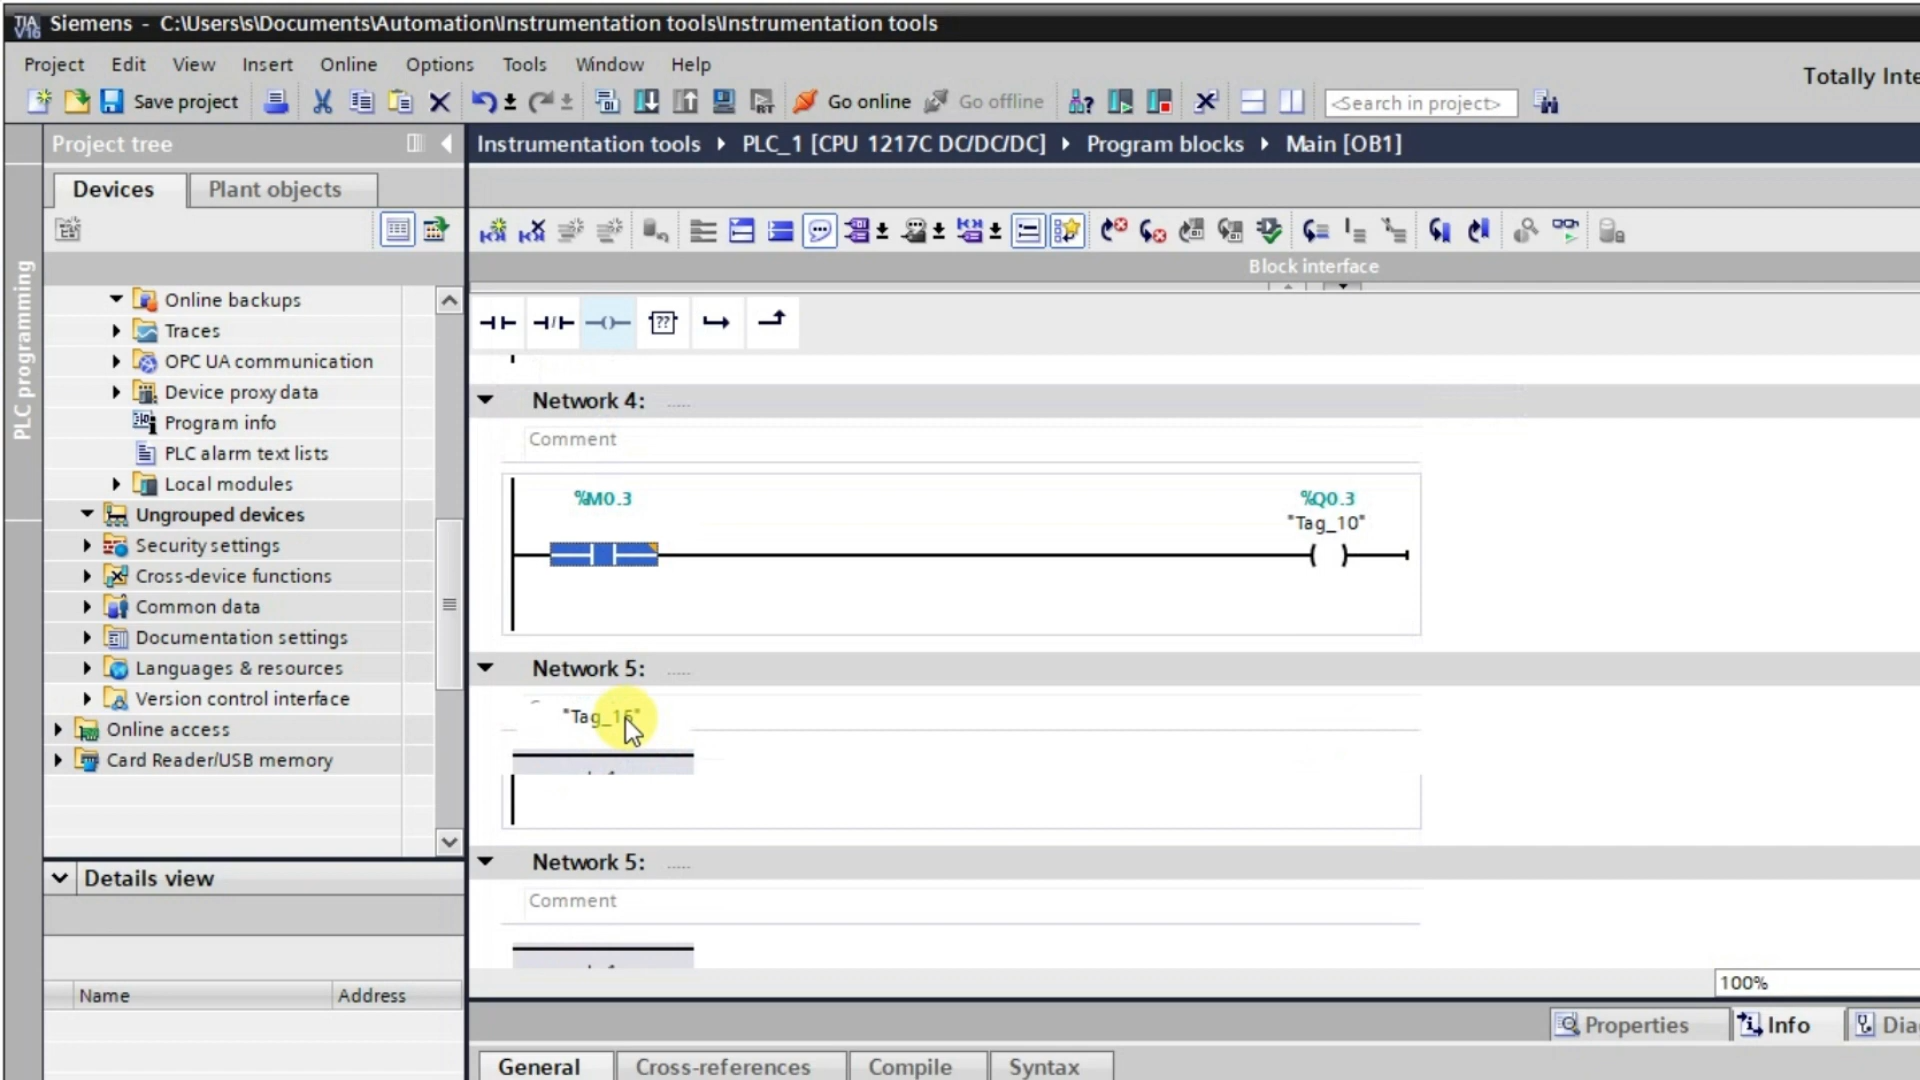 Siemens - C:\Users\s\Documents\Automation\Instrumentation tools\Instrumentation tools
Project Edit View Insert Online Options Tools Window Help
Totally Inte
Save project
Go online
Go offline
<Search in project>
Project tree
Instrumentation tools ▸ PLC_1 [CPU 1217C DC/DC/DC] ▸ Program blocks ▸ Main [OB1]
Devices
Plant objects
PLC programming
Block interface
Online backups
Traces
OPC UA communication
Device proxy data
Program info
PLC alarm text lists
Local modules
Ungrouped devices
Security settings
Cross-device functions
Common data
Documentation settings
Languages & resources
Version control interface
Online access
Card Reader/USB memory
Details view
Name
Address
??
Network 4: .....
Comment
%M0.3
%Q0.3
"Tag_10"
Network 5: .....
"Tag_15"
Network 5: .....
Comment
100%
Properties
Info
Dia
General
Cross-references
Compile
Syntax